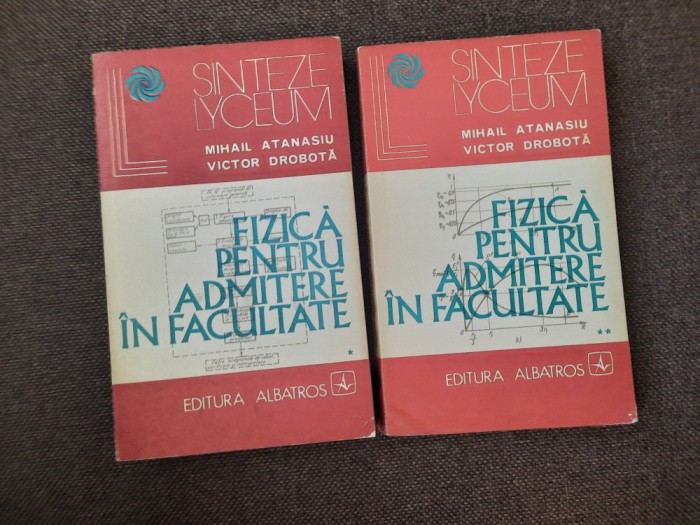 SINTEZE
LYCEUM
MIHAIL ATANASIU
VICTOR DROBOTĂ
FIZICĂ
PENTRU
ADMITERE
ÎN FACULTATE
*
EDITURA ALBATROS
SINTEZE
LYCEUM
MIHAIL ATANASIU
VICTOR DROBOTĂ
FIZICĂ
PENTRU
ADMITERE
ÎN FACULTATE
**
EDITURA ALBATROS